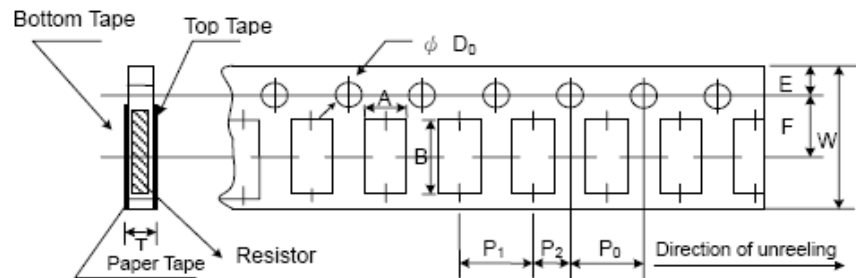 Bottom Tape
Top Tape
ϕ D₀
E
A
F
W
B
T
Resistor
P₁
P₂
P₀
Direction of unreeling
Paper Tape